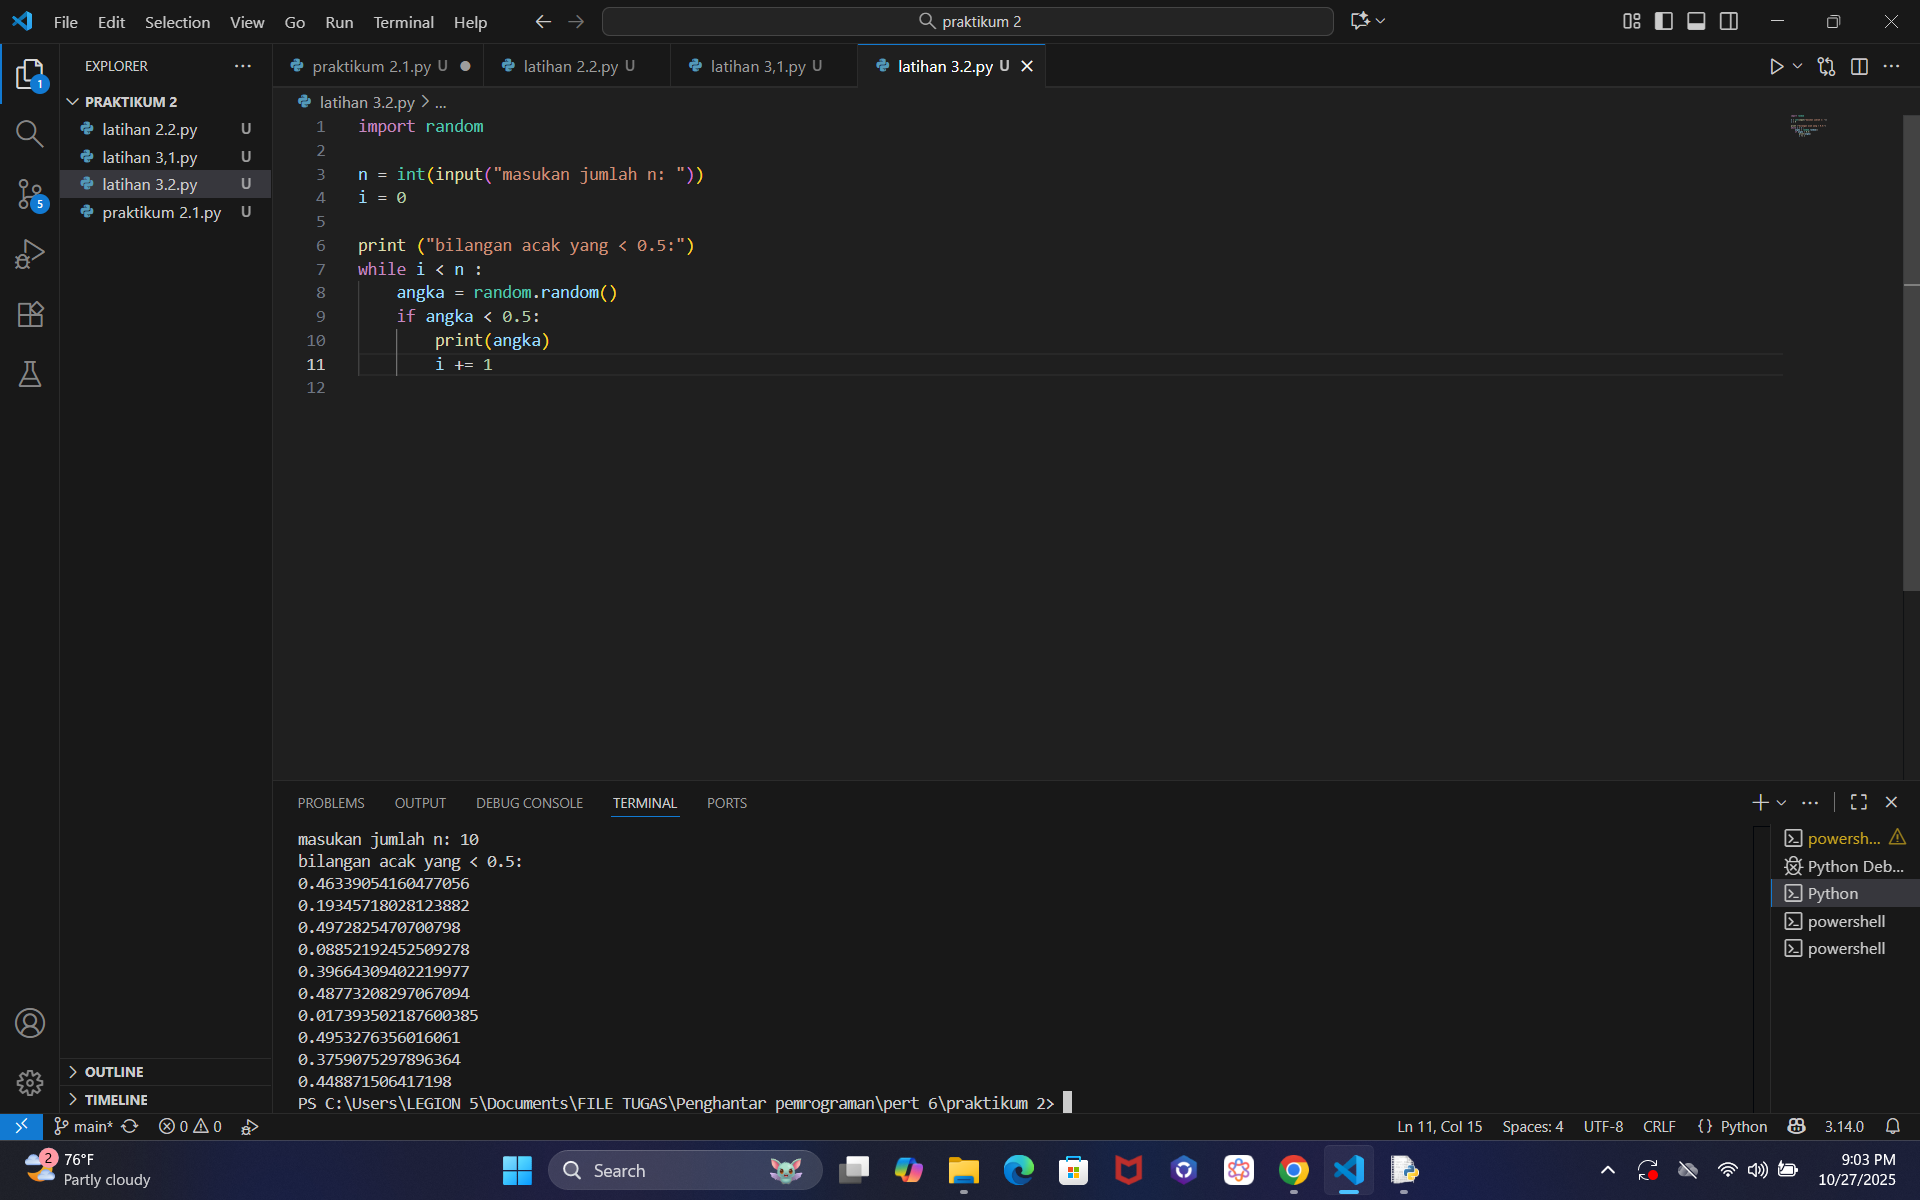 File Edit Selection View Go Run Terminal Help
praktikum 2
EXPLORER
PRAKTIKUM 2
latihan 2.2.py U
latihan 3,1.py U
latihan 3.2.py U
praktikum 2.1.py U
OUTLINE
TIMELINE
1
5
praktikum 2.1.py U
latihan 2.2.py U
latihan 3,1.py U
latihan 3.2.py U
latihan 3.2.py > ...
1 import random
2
3 n = int(input("masukan jumlah n: "))
4 i = 0
5
6 print ("bilangan acak yang < 0.5:")
7 while i < n :
8     angka = random.random()
9     if angka < 0.5:
10         print(angka)
11         i += 1
12
PROBLEMS OUTPUT DEBUG CONSOLE TERMINAL PORTS
masukan jumlah n: 10
bilangan acak yang < 0.5:
0.46339054160477056
0.19345718028123882
0.4972825470700798
0.08852192452509278
0.39664309402219977
0.48773208297067094
0.017393502187600385
0.4953276356016061
0.3759075297896364
0.448871506417198
PS C:\Users\LEGION 5\Documents\FILE TUGAS\Penghantar pemrograman\pert 6\praktikum 2>
powersh...
Python Deb...
Python
powershell
powershell
main* 0 0
Ln 11, Col 15 Spaces: 4 UTF-8 CRLF {} Python 3.14.0
2
76°F
Partly cloudy
Search
9:03 PM
10/27/2025